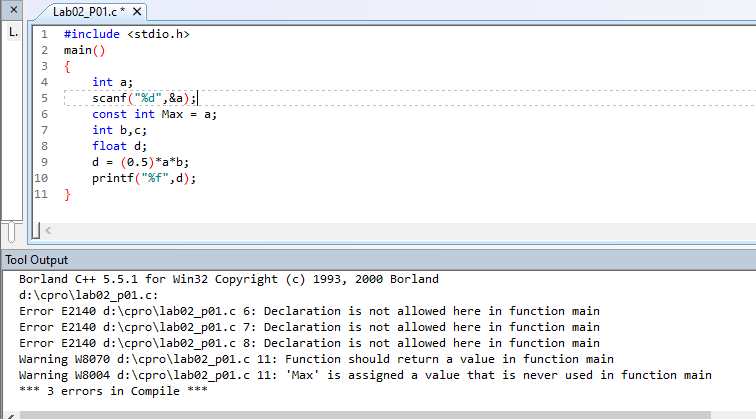 Lab02_P01.c *
L.
1 #include <stdio.h>
2 main()
3 {
4 int a;
5 scanf("%d",&a);
6 const int Max = a;
7 int b,c;
8 float d;
9 d = (0.5)*a*b;
10 printf("%f",d);
11 }
Tool Output
Borland C++ 5.5.1 for Win32 Copyright (c) 1993, 2000 Borland
d:\cpro\lab02_p01.c:
Error E2140 d:\cpro\lab02_p01.c 6: Declaration is not allowed here in function main
Error E2140 d:\cpro\lab02_p01.c 7: Declaration is not allowed here in function main
Error E2140 d:\cpro\lab02_p01.c 8: Declaration is not allowed here in function main
Warning W8070 d:\cpro\lab02_p01.c 11: Function should return a value in function main
Warning W8004 d:\cpro\lab02_p01.c 11: 'Max' is assigned a value that is never used in function main
*** 3 errors in Compile ***